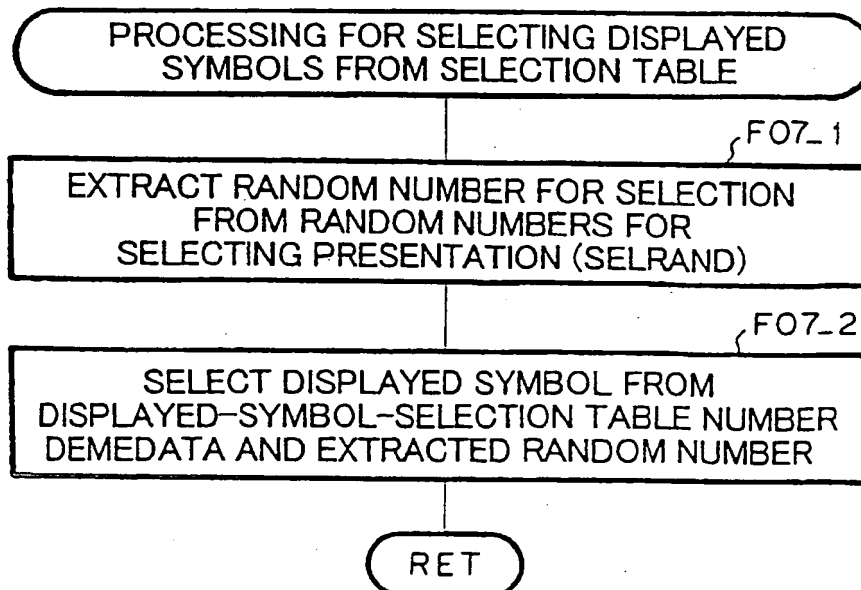 PROCESSING FOR SELECTING DISPLAYED
SYMBOLS FROM SELECTION TABLE
F07_1
EXTRACT RANDOM NUMBER FOR SELECTION
FROM RANDOM NUMBERS FOR
SELECTING PRESENTATION (SELRAND)
F07_2
SELECT DISPLAYED SYMBOL FROM
DISPLAYED-SYMBOL-SELECTION TABLE NUMBER
DEMEDATA AND EXTRACTED RANDOM NUMBER
RET